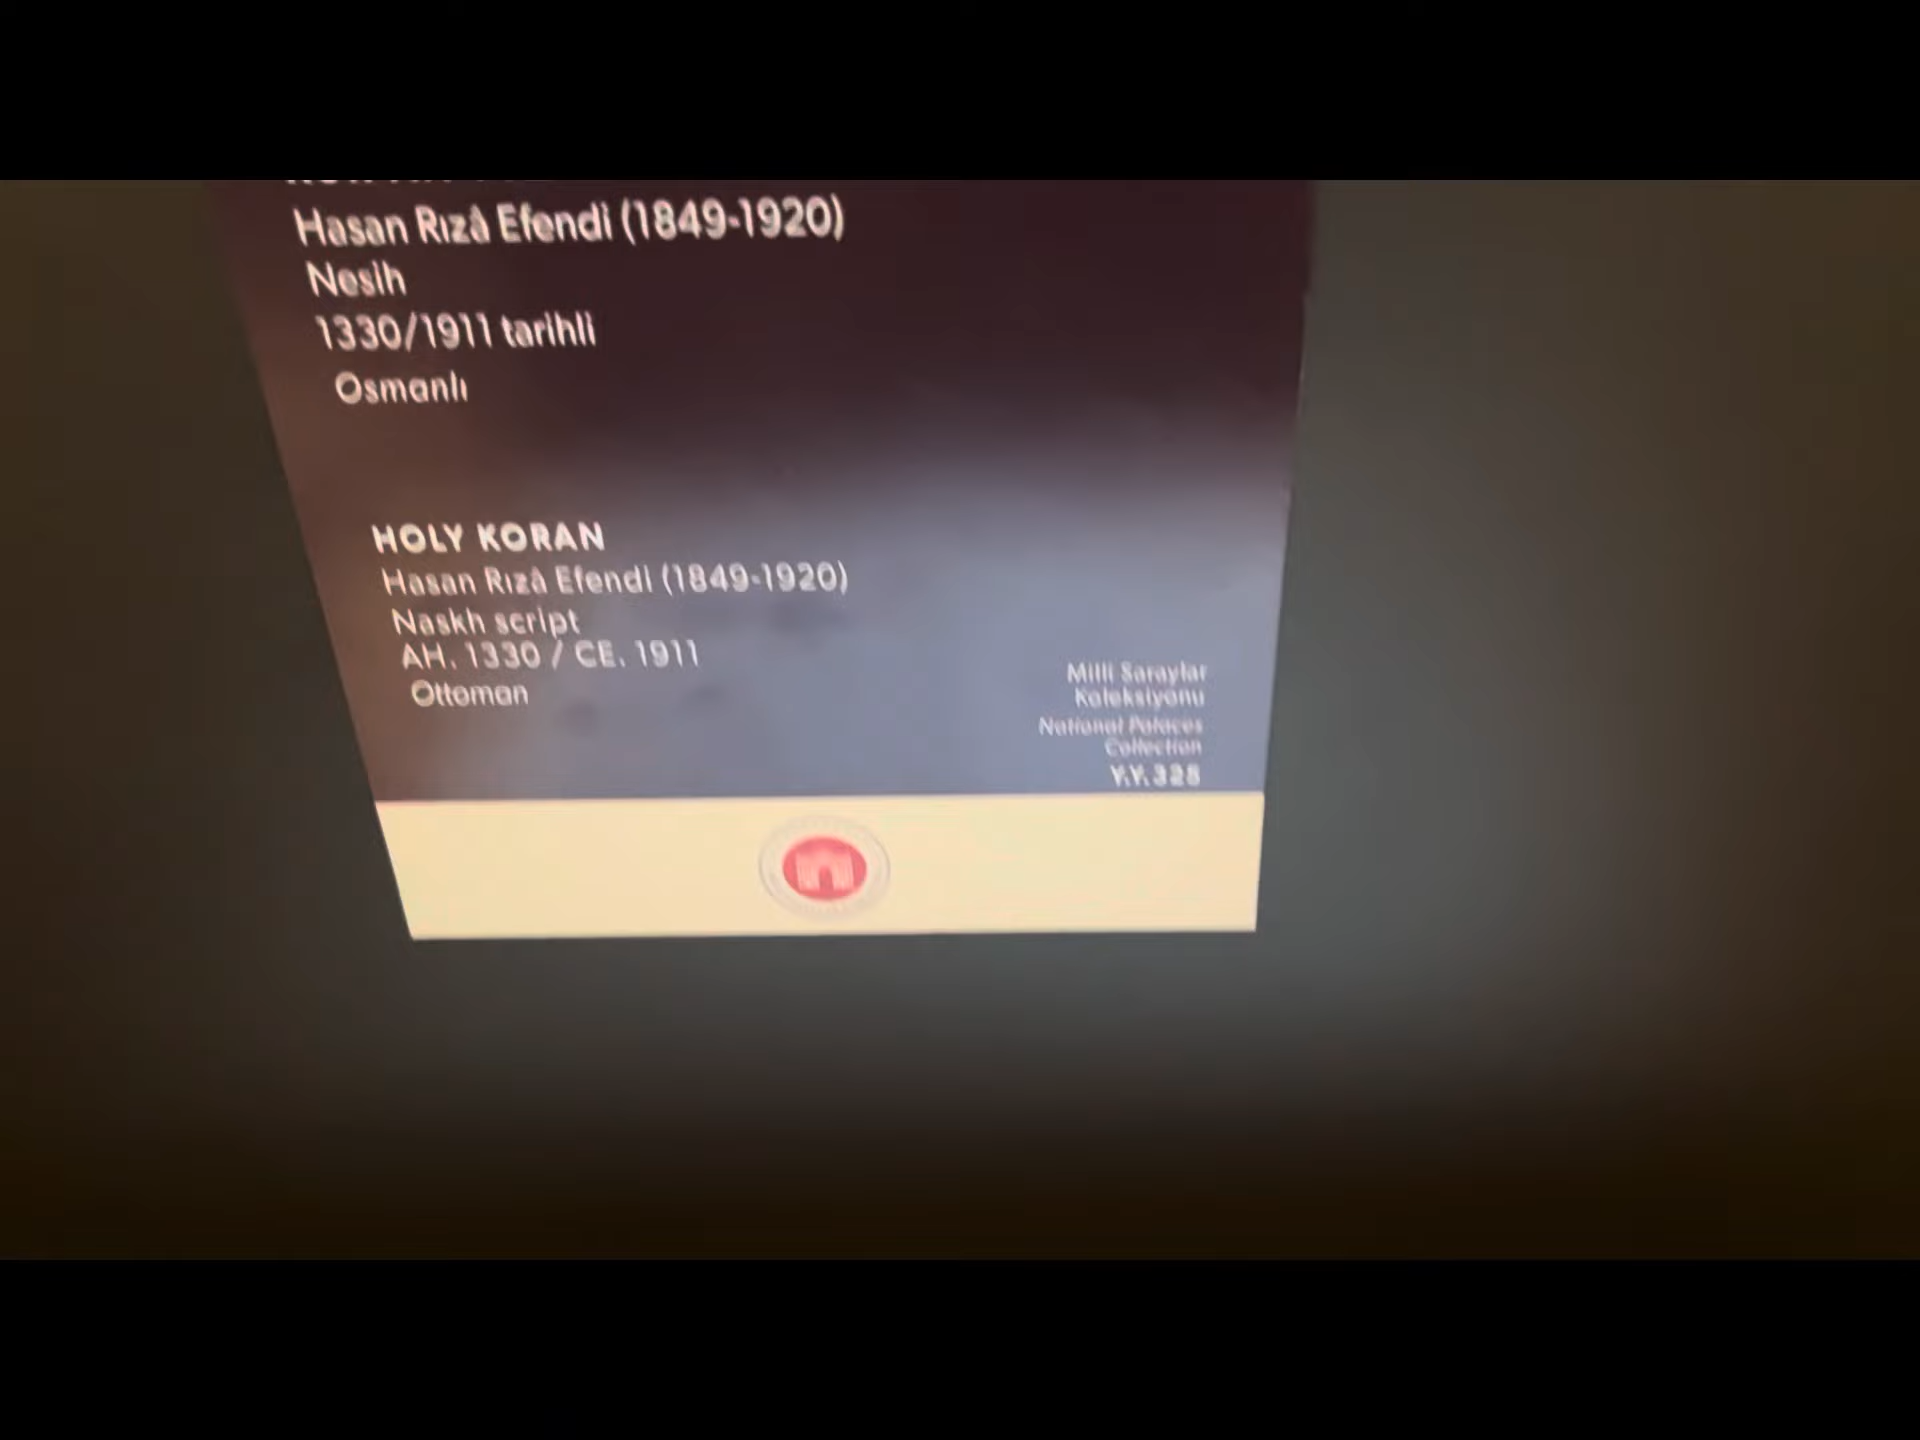 Hasan Rızâ Efendi (1849-1920)
Nesih
1330/1911 tarihli
Osmanlı
HOLY KORAN
Hasan Rızâ Efendi (1849-1920)
Naskh script
AH. 1330 / CE. 1911
Ottoman
Milli Saraylar
Koleksiyonu
National Palaces
Collection
Y.Y. 325